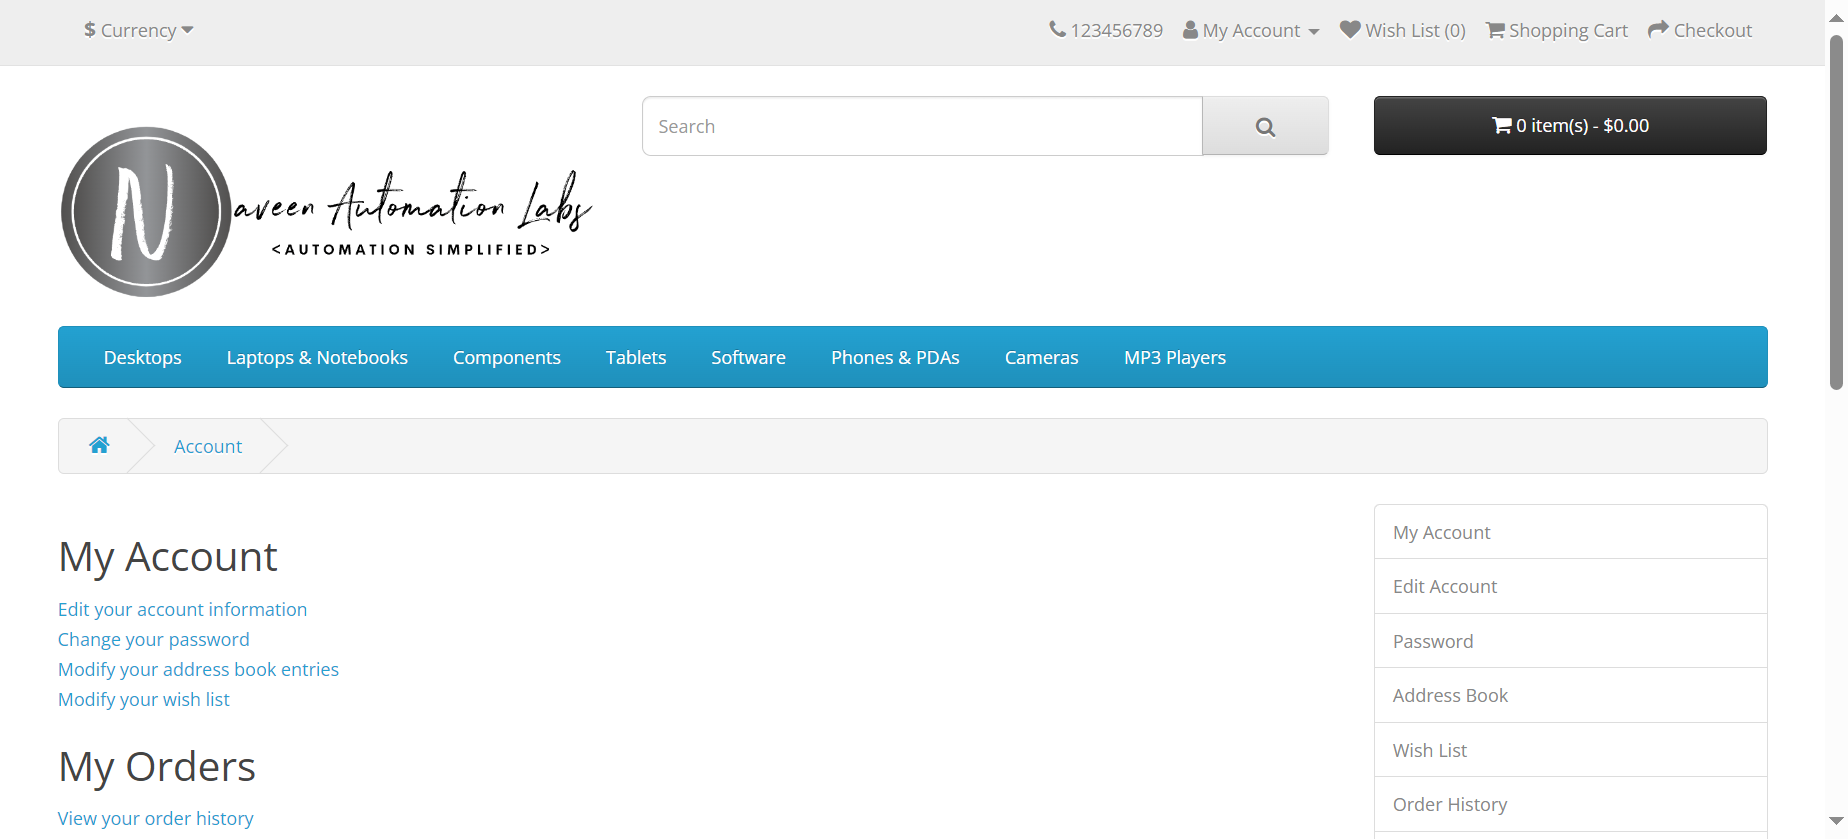 $ Currency
123456789 My Account Wish List (0) Shopping Cart Checkout
Search
0 item(s) - $0.00
N
aveen Automation Labs
<AUTOMATION SIMPLIFIED>
Desktops Laptops & Notebooks Components Tablets Software Phones & PDAs Cameras MP3 Players
Account
My Account
Edit your account information
Change your password
Modify your address book entries
Modify your wish list
My Orders
View your order history
My Account
Edit Account
Password
Address Book
Wish List
Order History